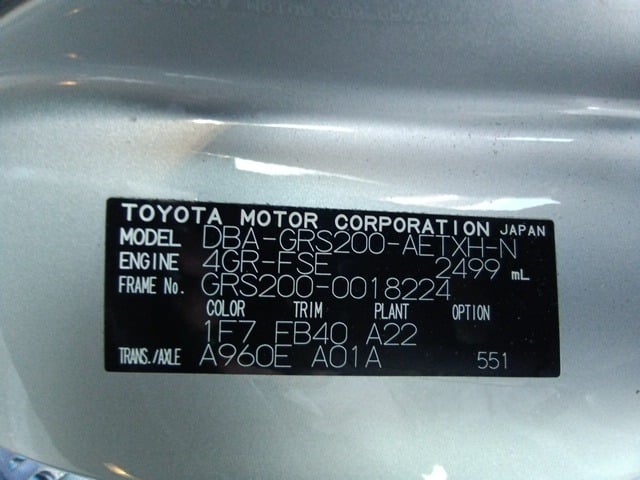 TOYOTA MOTOR CORPORATION JAPAN
MODEL DBA-GRS200-AETXH-N
ENGINE 4GR-FSE 2499 mL
FRAME No. GRS200-0018224
COLOR TRIM PLANT OPTION
1F7 FB40 A22
TRANS./AXLE A960E A01A 551